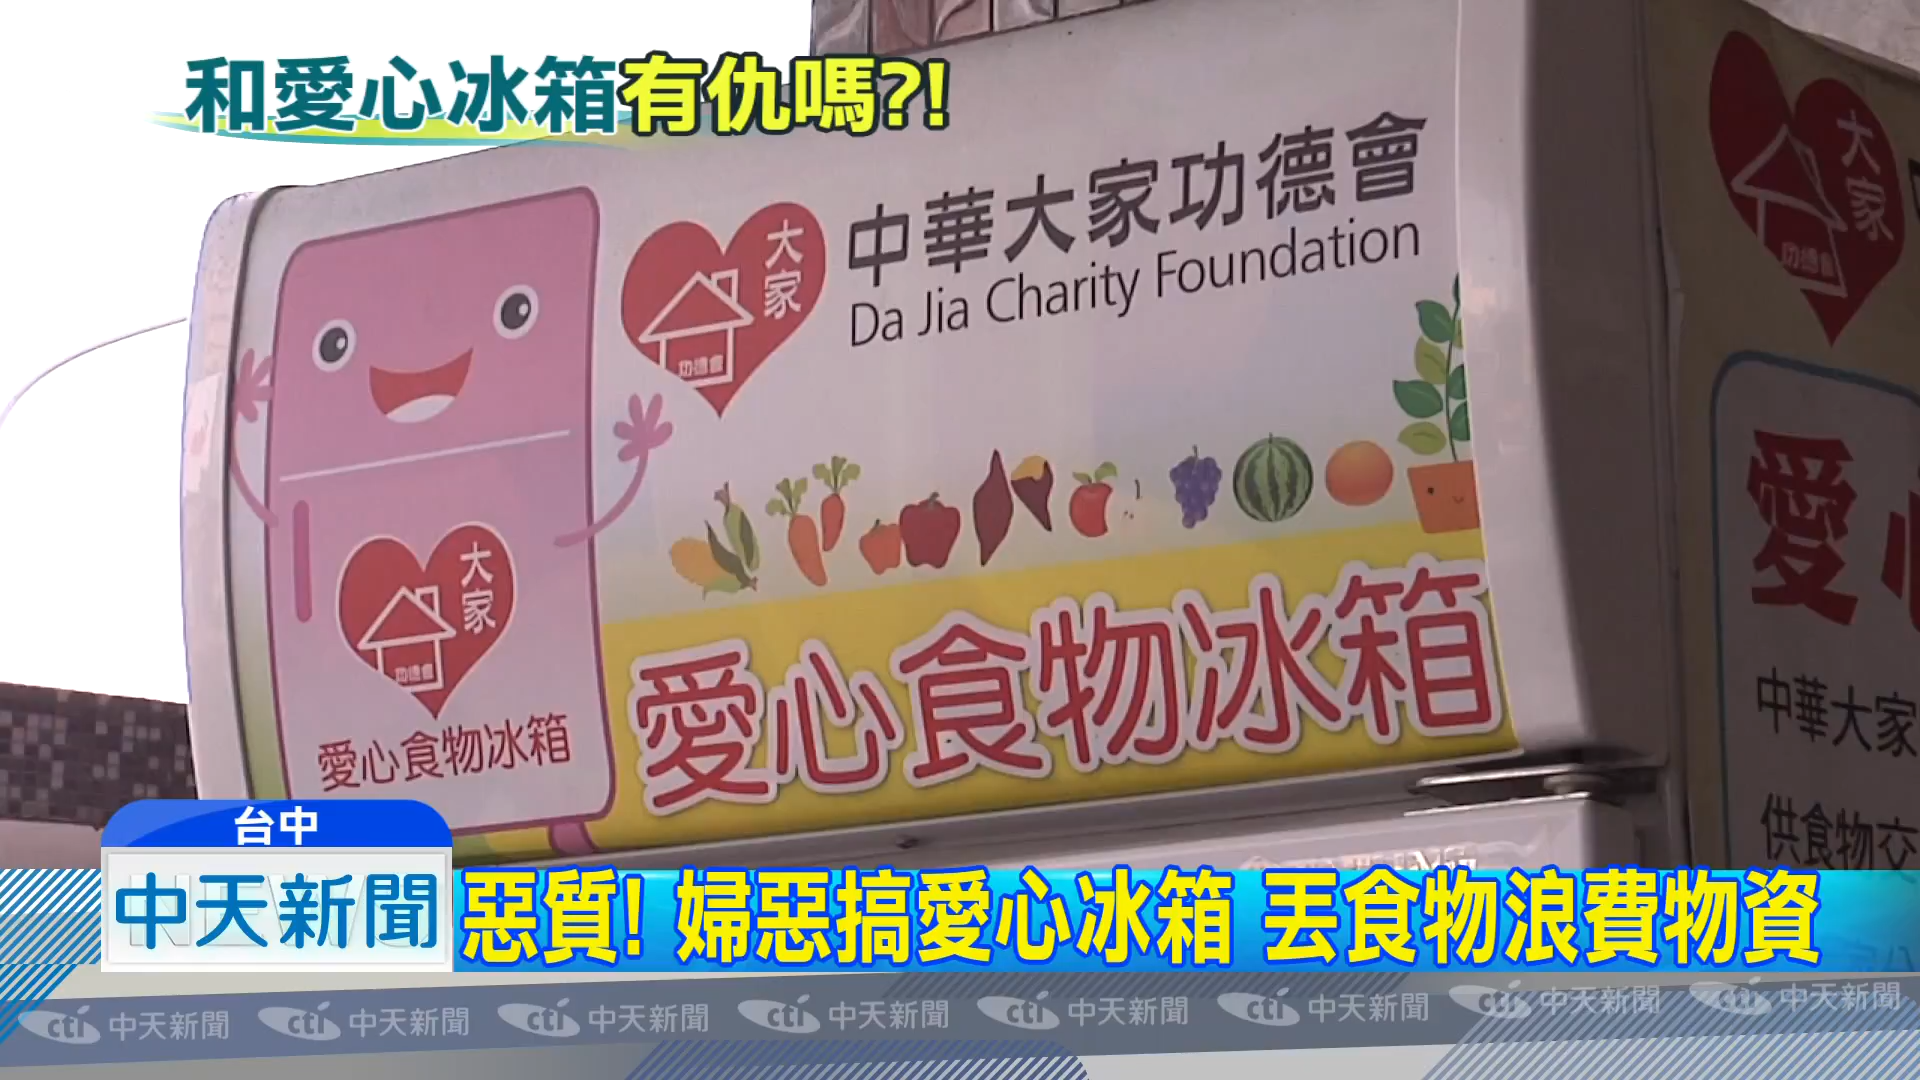 和愛心冰箱有仇嗎?!
中華大家功德會
Da Jia Charity Foundation
大家
功德會
大家
功德會
愛心食物冰箱
愛心食物冰箱
大家
功德會
愛心
中華大家
供食物交
台中
中天新聞
惡質! 婦惡搞愛心冰箱 丟食物浪費物資
cti 中天新聞 cti 中天新聞 cti 中天新聞 cti 中天新聞 cti 中天新聞 cti 中天新聞 cti 中天新聞 cti 中天新聞